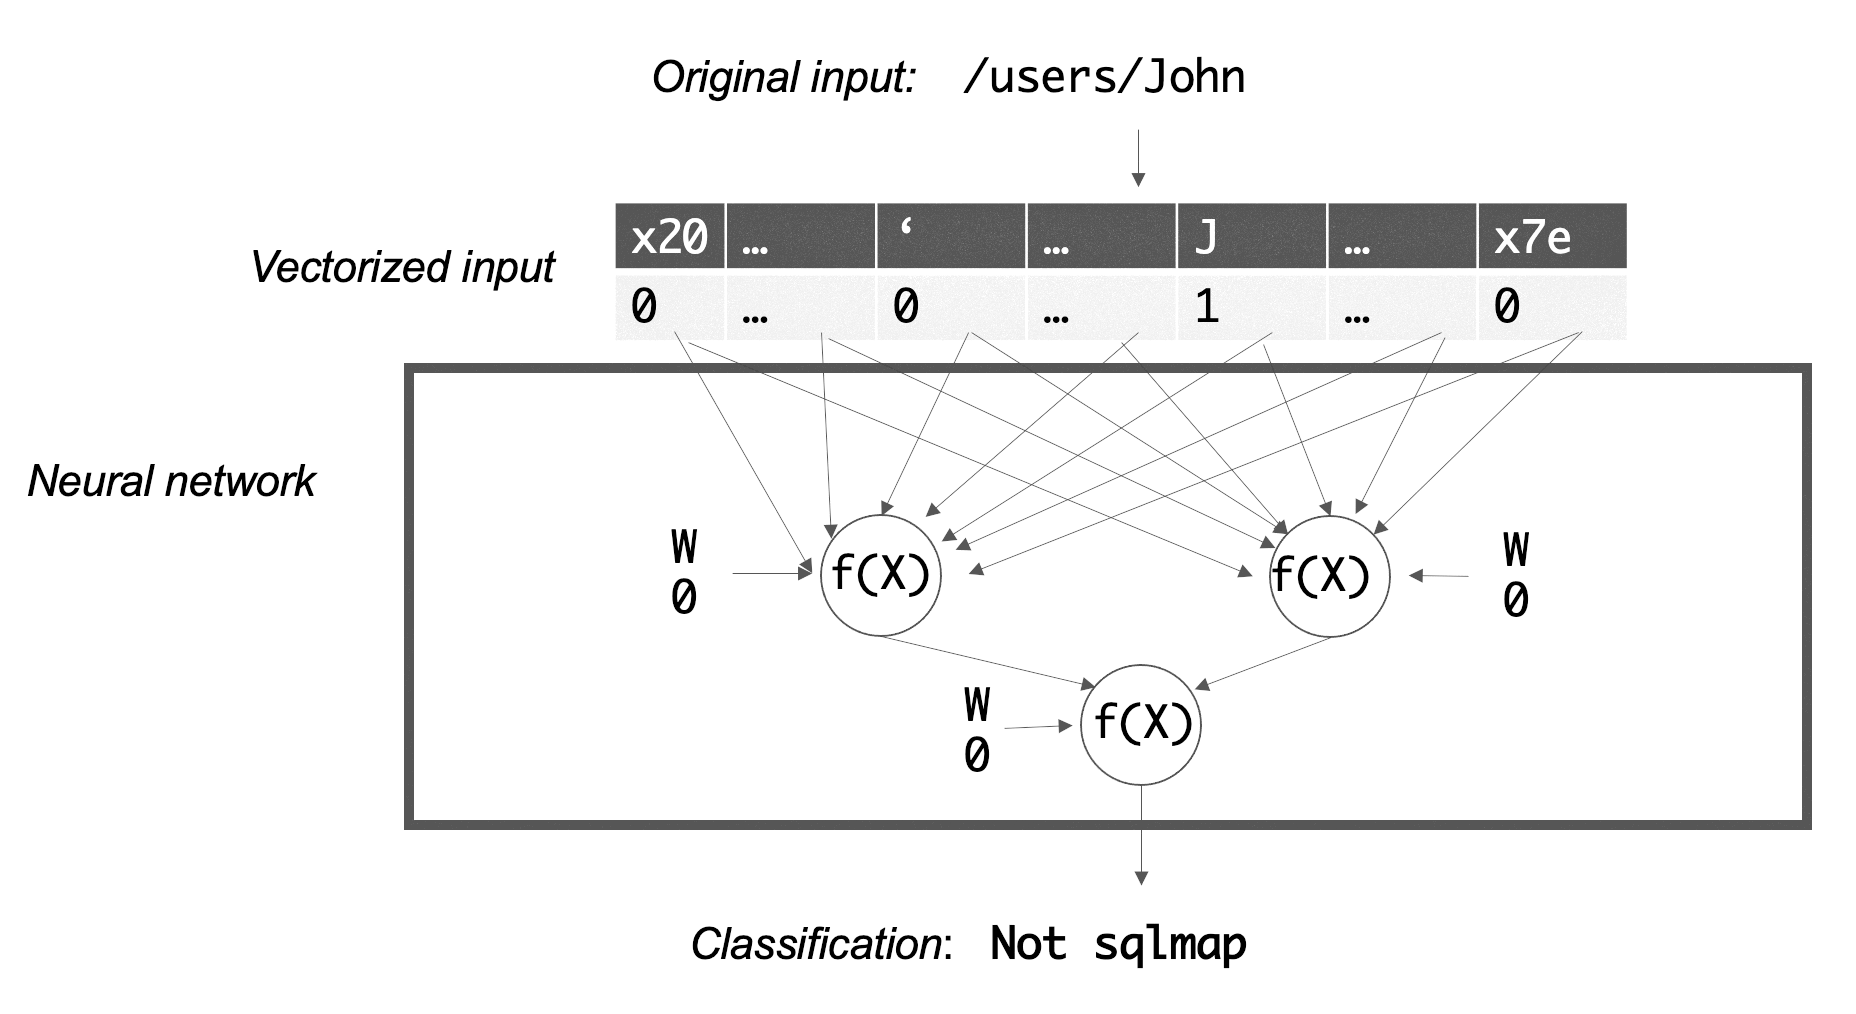 Original input: /users/John
Vectorized input
x20 … ‘ … J … x7e
0 … 0 … 1 … 0
Neural network
W
0
f(X)
f(X)
W
0
W
0
f(X)
Classification: Not sqlmap